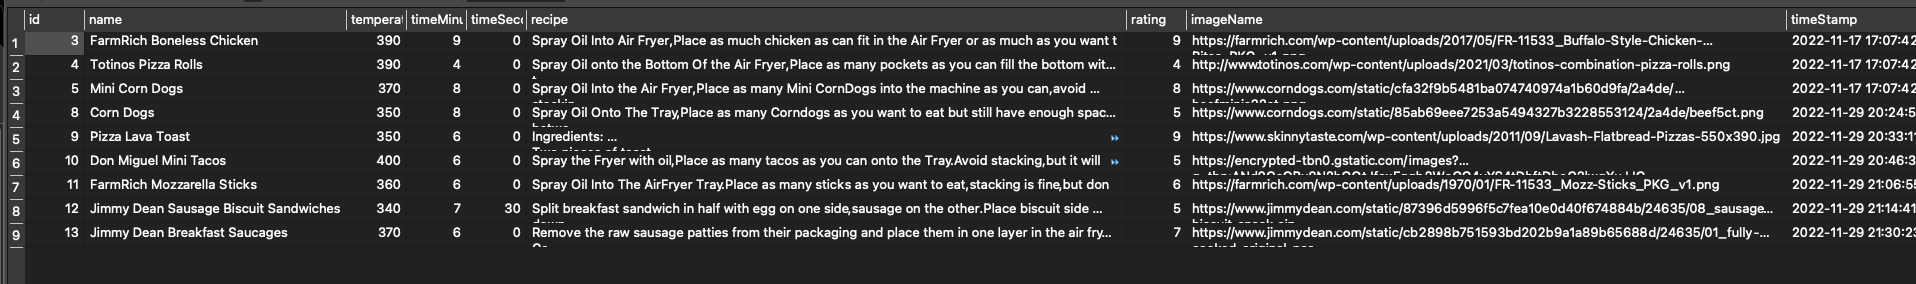 id name temperat timeMinu timeSec recipe rating imageName timeStamp
1 3 FarmRich Boneless Chicken 390 9 0 Spray Oil Into Air Fryer,Place as much chicken as can fit in the Air Fryer or as much as you want t 9 https://farmrich.com/wp-content/uploads/2017/05/FR-11533_Buffalo-Style-Chicken-... 2022-11-17 17:07:42
2 4 Totinos Pizza Rolls 390 4 0 Spray Oil onto the Bottom Of the Air Fryer,Place as many pockets as you can fill the bottom wit... 4 http://www.totinos.com/wp-content/uploads/2021/03/totinos-combination-pizza-rolls.png 2022-11-17 17:07:42
3 5 Mini Corn Dogs 370 8 0 Spray Oil Into the Air Fryer,Place as many Mini CornDogs into the machine as you can,avoid ... 8 https://www.corndogs.com/static/cfa32f9b5481ba074740974a1b60d9fa/2a4de/... 2022-11-17 17:07:42
4 8 Corn Dogs 350 8 0 Spray Oil Onto The Tray,Place as many Corndogs as you want to eat but still have enough spac... 5 https://www.corndogs.com/static/85ab69eee7253a5494327b3228553124/2a4de/beef5ct.png 2022-11-29 20:24:5
5 9 Pizza Lava Toast 350 6 0 Ingredients: ... 9 https://www.skinnytaste.com/wp-content/uploads/2011/09/Lavash-Flatbread-Pizzas-550x390.jpg 2022-11-29 20:33:11
Two pieces of toast
6 10 Don Miguel Mini Tacos 400 6 0 Spray the Fryer with oil,Place as many tacos as you can onto the Tray.Avoid stacking,but it will 5 https://encrypted-tbn0.gstatic.com/images?... 2022-11-29 20:46:3
7 11 FarmRich Mozzarella Sticks 360 6 0 Spray Oil Into The AirFryer Tray.Place as many sticks as you want to eat,stacking is fine,but don 6 https://farmrich.com/wp-content/uploads/1970/01/FR-11533_Mozz-Sticks_PKG_v1.png 2022-11-29 21:06:55
8 12 Jimmy Dean Sausage Biscuit Sandwiches 340 7 30 Split breakfast sandwich in half with egg on one side,sausage on the other.Place biscuit side ... 5 https://www.jimmydean.com/static/87396d5996f5c7fea10e0d40f674884b/24635/08_sausage... 2022-11-29 21:14:41
9 13 Jimmy Dean Breakfast Saucages 370 6 0 Remove the raw sausage patties from their packaging and place them in one layer in the air fry... 7 https://www.jimmydean.com/static/cb2898b751593bd202b9a1a89b65688d/24635/01_fully-... 2022-11-29 21:30:23